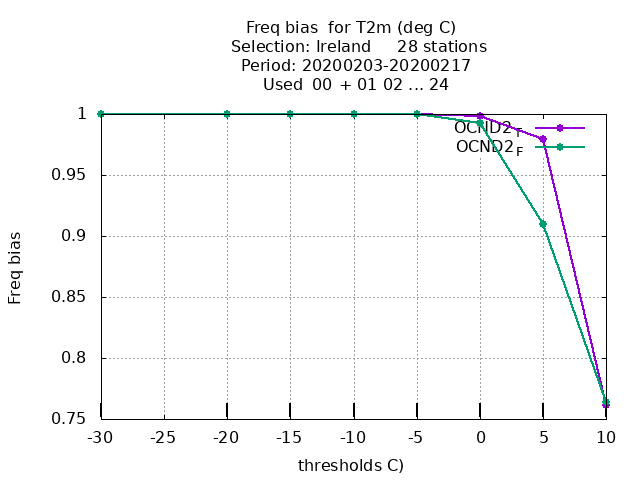 Freq bias  for T2m (deg C)
Selection: Ireland     28 stations
Period: 20200203-20200217
Used  00 + 01 02 ... 24
1
0.95
0.9
0.85
0.8
0.75
Freq bias
OCND2 T
OCND2 F
-30
-25
-20
-15
-10
-5
0
5
10
thresholds C)